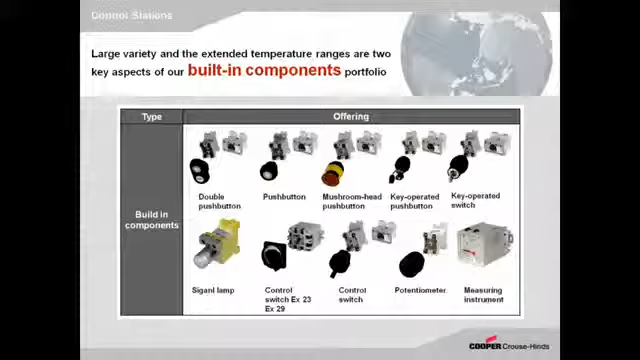 Control Stations
Large variety and the extended temperature ranges are two
key aspects of our built-in components portfolio
Type
Offering
Build in
components
Double
pushbutton
Pushbutton
Mushroom-head
pushbutton
Key-operated
pushbutton
Key-operated
switch
Siganl lamp
Control
switch Ex 23
Ex 29
Control
switch
Potentiometer
Measuring
instrument
COOPER Crouse-Hinds